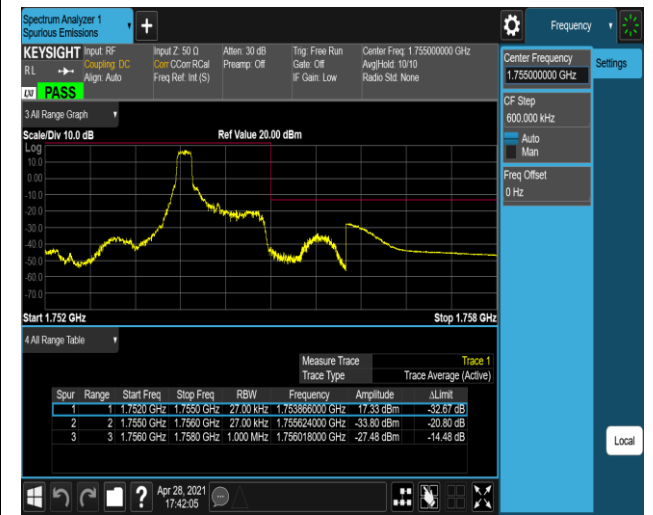 Spectrum Analyzer 1
Spurious Emissions
Frequency
KEYSIGHT Input: RF Input Z: 50 Ω Atten: 30 dB Trig: Free Run Center Freq: 1.755000000 GHz
RL Coupling: DC Corr CCorr RCal Preamp: Off Gate: Off Avg|Hold: 10/10
Align: Auto Freq Ref: Int (S) IF Gain: Low Radio Std: None
LXI PASS
Center Frequency
1.755000000 GHz
Settings
CF Step
600.000 kHz
Auto
Man
Freq Offset
0 Hz
3 All Range Graph
Scale/Div 10.0 dB Ref Value 20.00 dBm
Log
10.0
0.00
-10.0
-20.0
-30.0
-40.0
-50.0
-60.0
-70.0
Start 1.752 GHz Stop 1.758 GHz
4 All Range Table
Measure Trace Trace 1
Trace Type Trace Average (Active)
Spur Range Start Freq Stop Freq RBW Frequency Amplitude ΔLimit
1 1 1.7520 GHz 1.7550 GHz 27.00 kHz 1.753866000 GHz 17.33 dBm -32.67 dB
2 2 1.7550 GHz 1.7560 GHz 27.00 kHz 1.755624000 GHz -33.80 dBm -20.80 dB
3 3 1.7560 GHz 1.7580 GHz 1.000 MHz 1.756018000 GHz -27.48 dBm -14.48 dB
Local
Apr 28, 2021
17:42:05